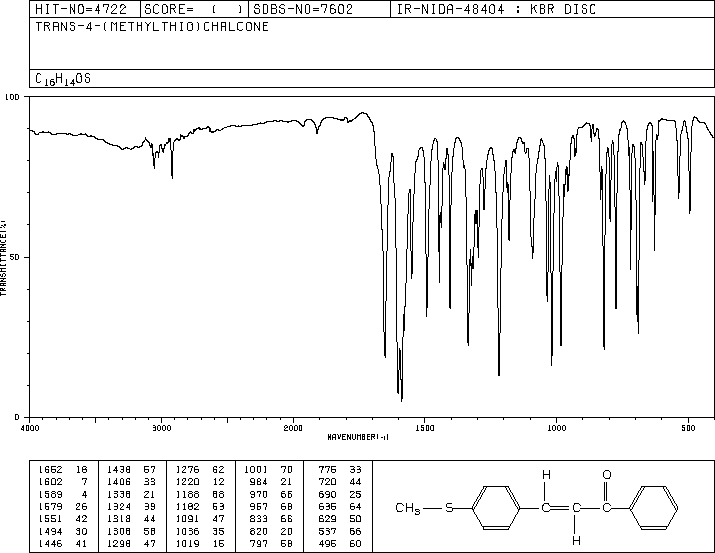 HIT-NO=4722 SCORE= ( ) SDBS-NO=7602 IR-NIDA-48404 : KBR DISC
TRANS-4-(METHYLTHIO)CHALCONE
C16H14OS
100
50
0
TRANSMITTANCE(%)
4000 3000 2000 1500 1000 500
WAVENUMBER(-1)
1652 18 1438 57 1276 62 1001 70 775 33
1602 7 1406 33 1220 12 984 21 720 44
1589 4 1338 21 1188 68 970 66 690 25
1579 26 1324 39 1182 53 957 68 635 64
1551 42 1318 44 1091 47 833 66 629 50
1494 30 1308 58 1036 35 820 20 537 66
1446 41 1298 47 1019 15 797 58 495 60
H O
CH3 S
H